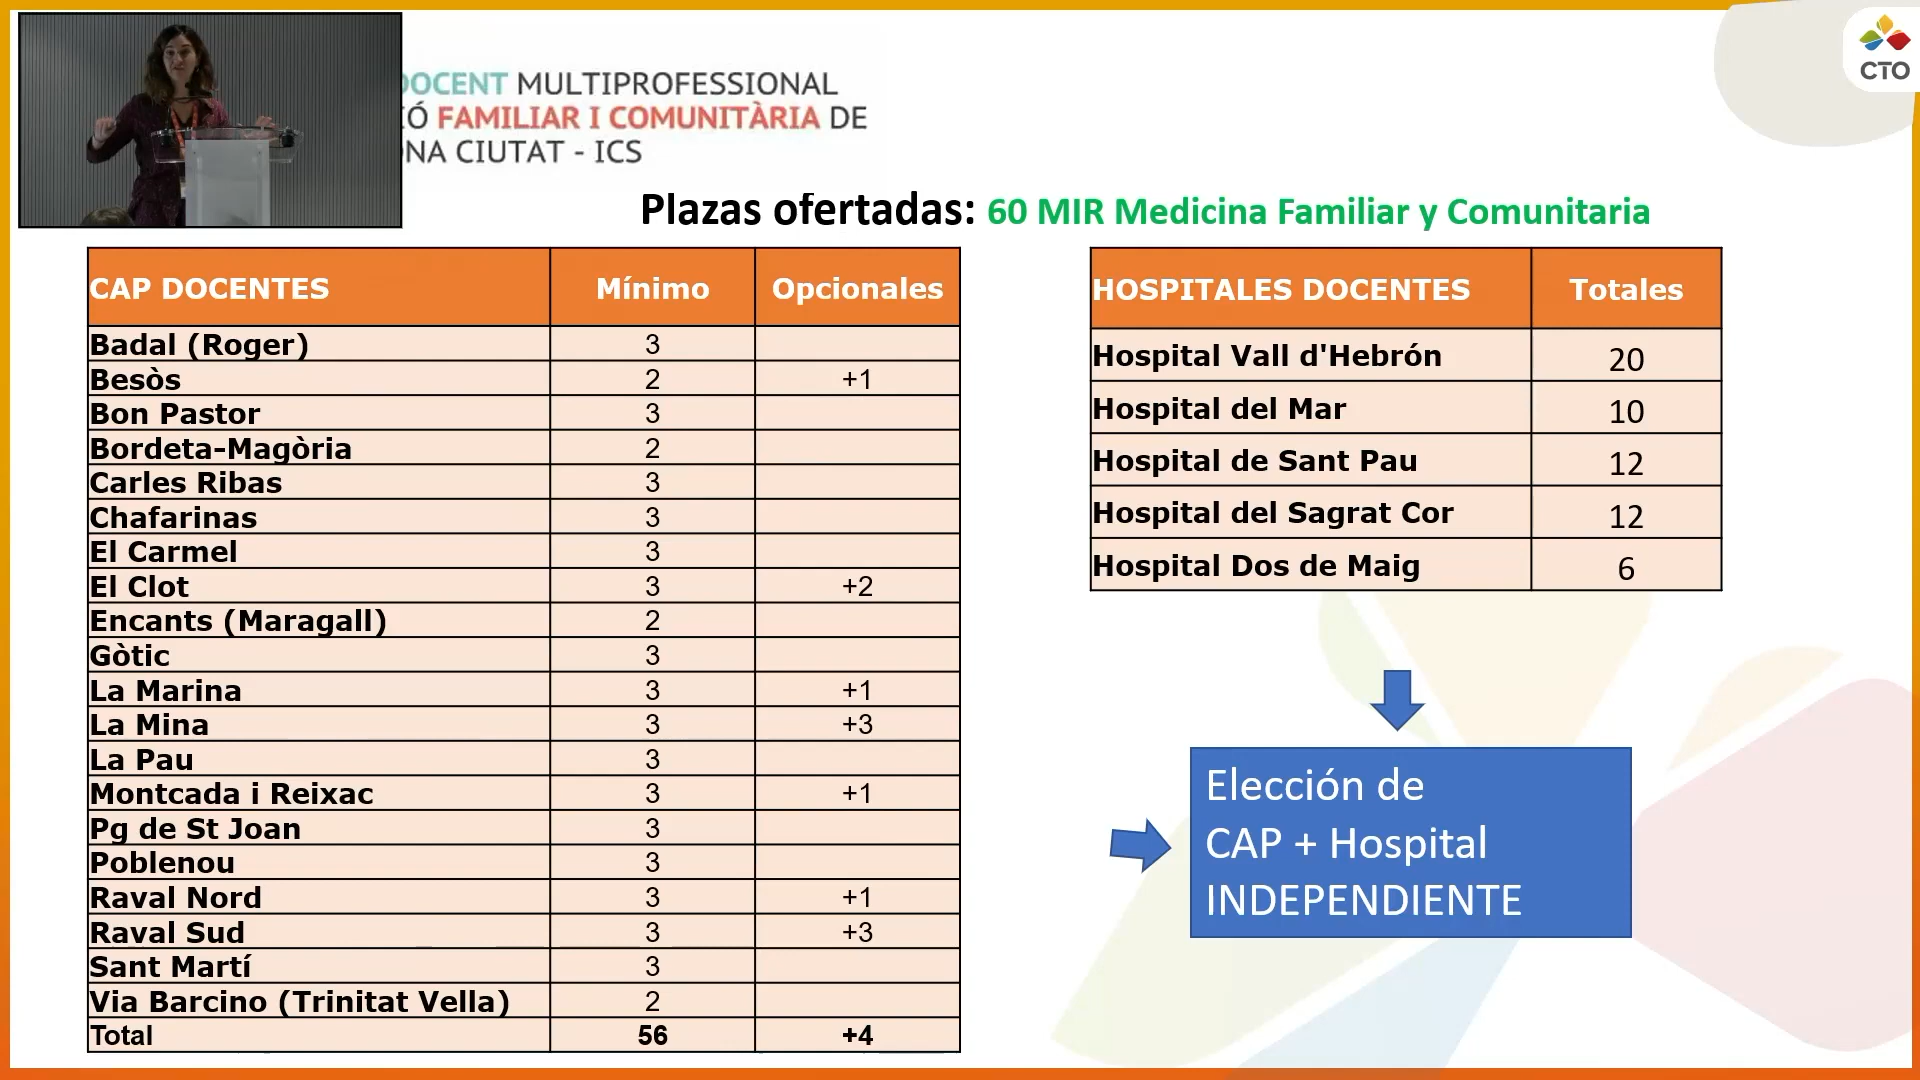 DOCENT MULTIPROFESSIONAL
IÓ FAMILIAR I COMUNITÀRIA DE
ONA CIUTAT - ICS
CTO
Plazas ofertadas: 60 MIR Medicina Familiar y Comunitaria
CAP DOCENTES Mínimo Opcionales
Badal (Roger) 3
Besòs 2 +1
Bon Pastor 3
Bordeta-Magòria 2
Carles Ribas 3
Chafarinas 3
El Carmel 3
El Clot 3 +2
Encants (Maragall) 2
Gòtic 3
La Marina 3 +1
La Mina 3 +3
La Pau 3
Montcada i Reixac 3 +1
Pg de St Joan 3
Poblenou 3
Raval Nord 3 +1
Raval Sud 3 +3
Sant Martí 3
Via Barcino (Trinitat Vella) 2
Total 56 +4
HOSPITALES DOCENTES Totales
Hospital Vall d'Hebrón 20
Hospital del Mar 10
Hospital de Sant Pau 12
Hospital del Sagrat Cor 12
Hospital Dos de Maig 6
Elección de
CAP + Hospital
INDEPENDIENTE